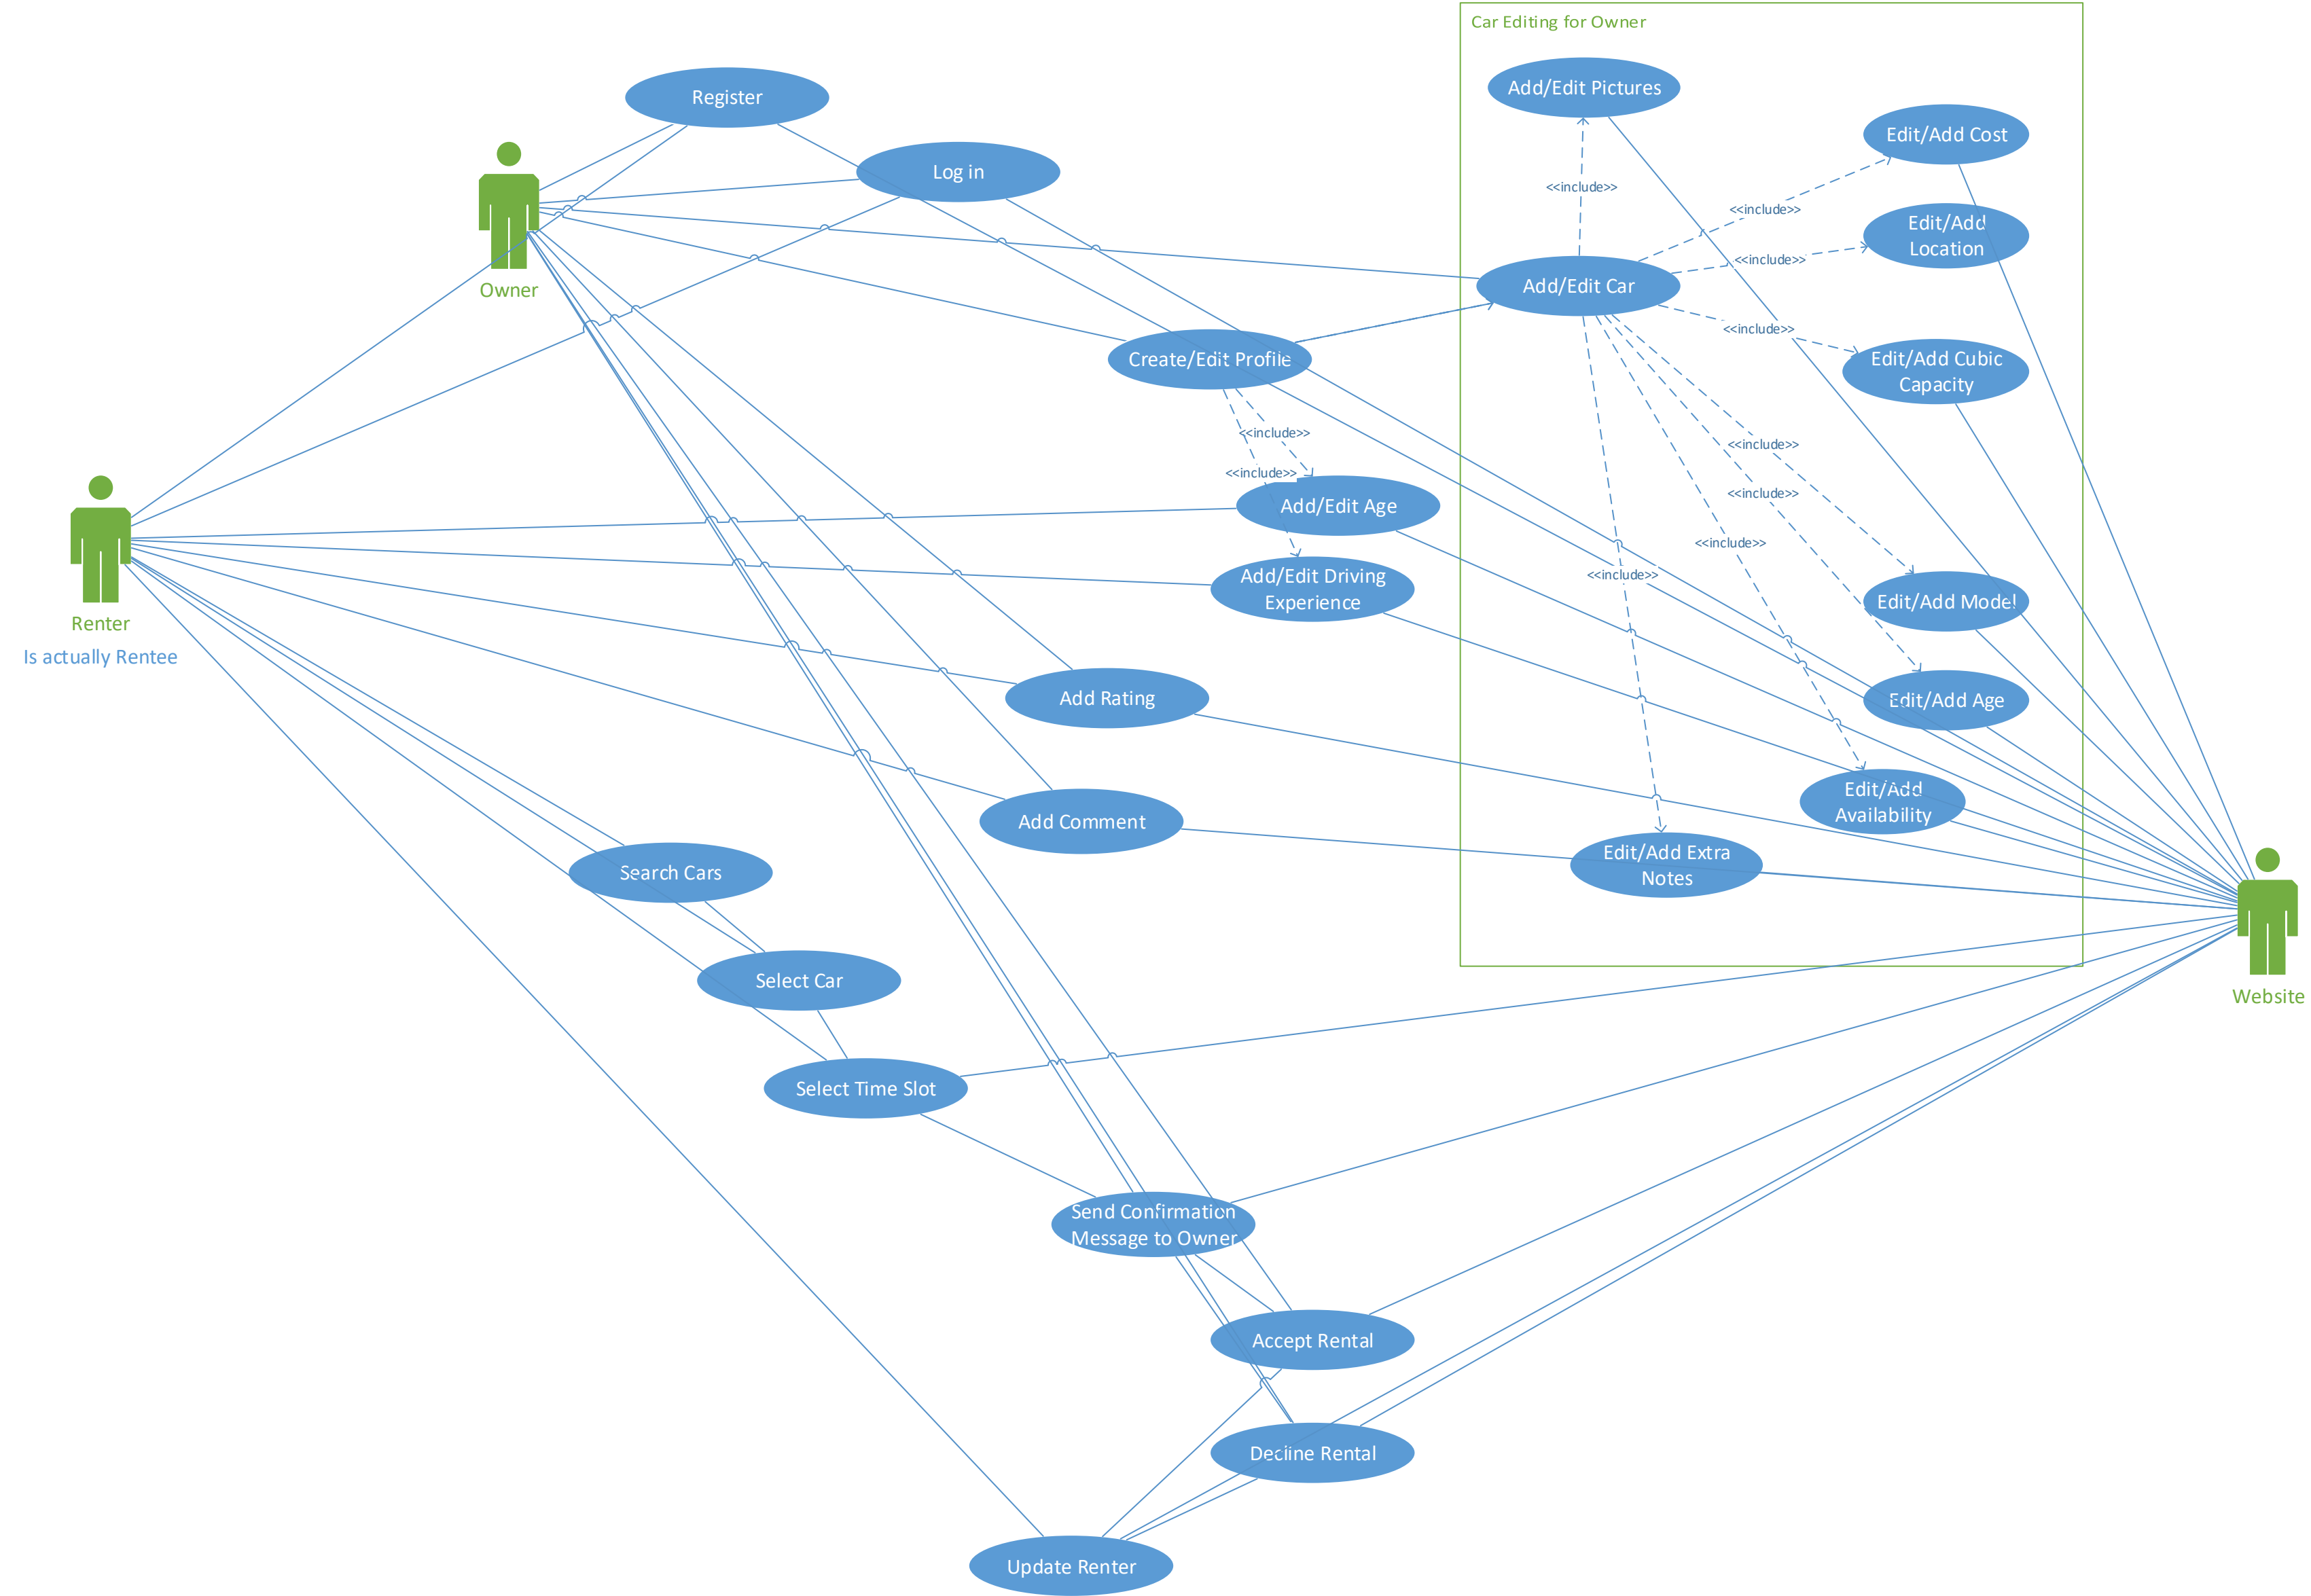 Car Editing for Owner
Register
Add/Edit Pictures
Edit/Add Cost
Log in
<<include>>
<<include>>
Edit/Add
Location
<<include>>
Owner
Add/Edit Car
<<include>>
Create/Edit Profile
Edit/Add Cubic
Capacity
<<include>>
<<include>>
<<include>>
<<include>>
Add/Edit Age
<<include>>
<<include>>
Add/Edit Driving
Experience
Edit/Add Model
Renter
Is actually Rentee
Add Rating
Edit/Add Age
Edit/Add
Availability
Add Comment
Edit/Add Extra
Notes
Search Cars
Select Car
Website
Select Time Slot
Send Confirmation
Message to Owner
Accept Rental
Decline Rental
Update Renter